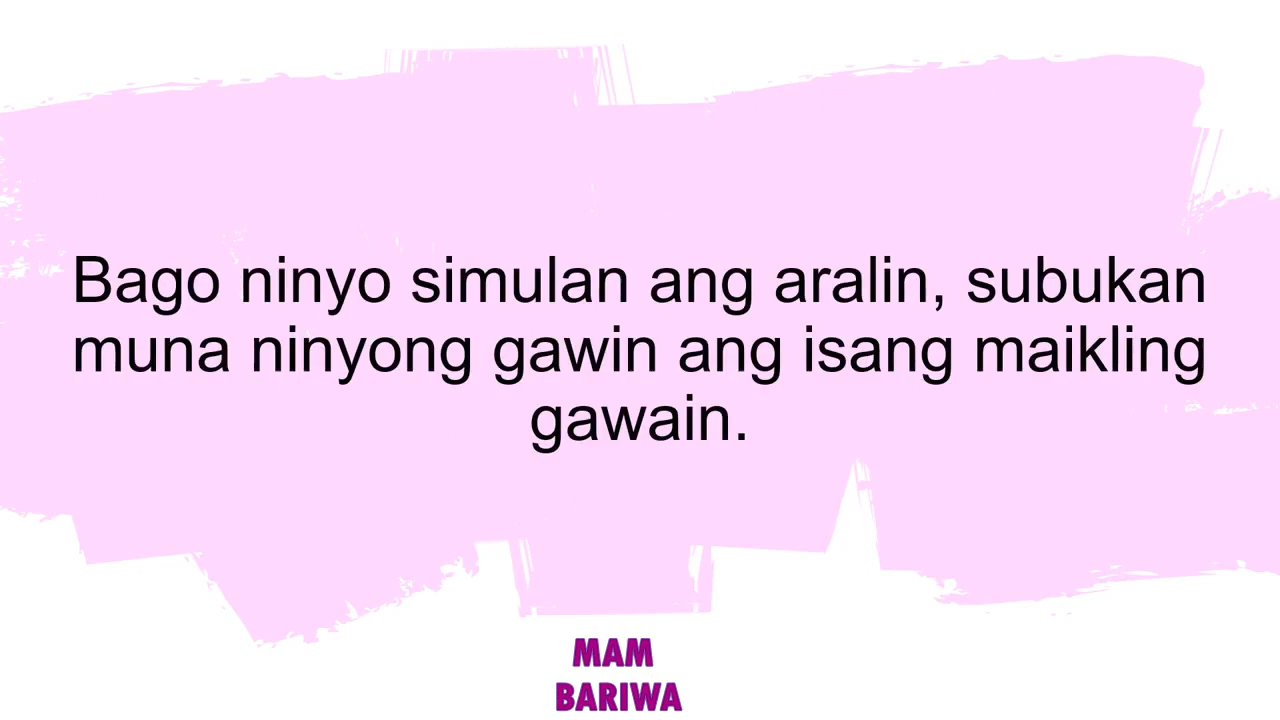 Bago ninyo simulan ang aralin, subukan
muna ninyong gawin ang isang maikling
gawain.
MAM
BARIWA